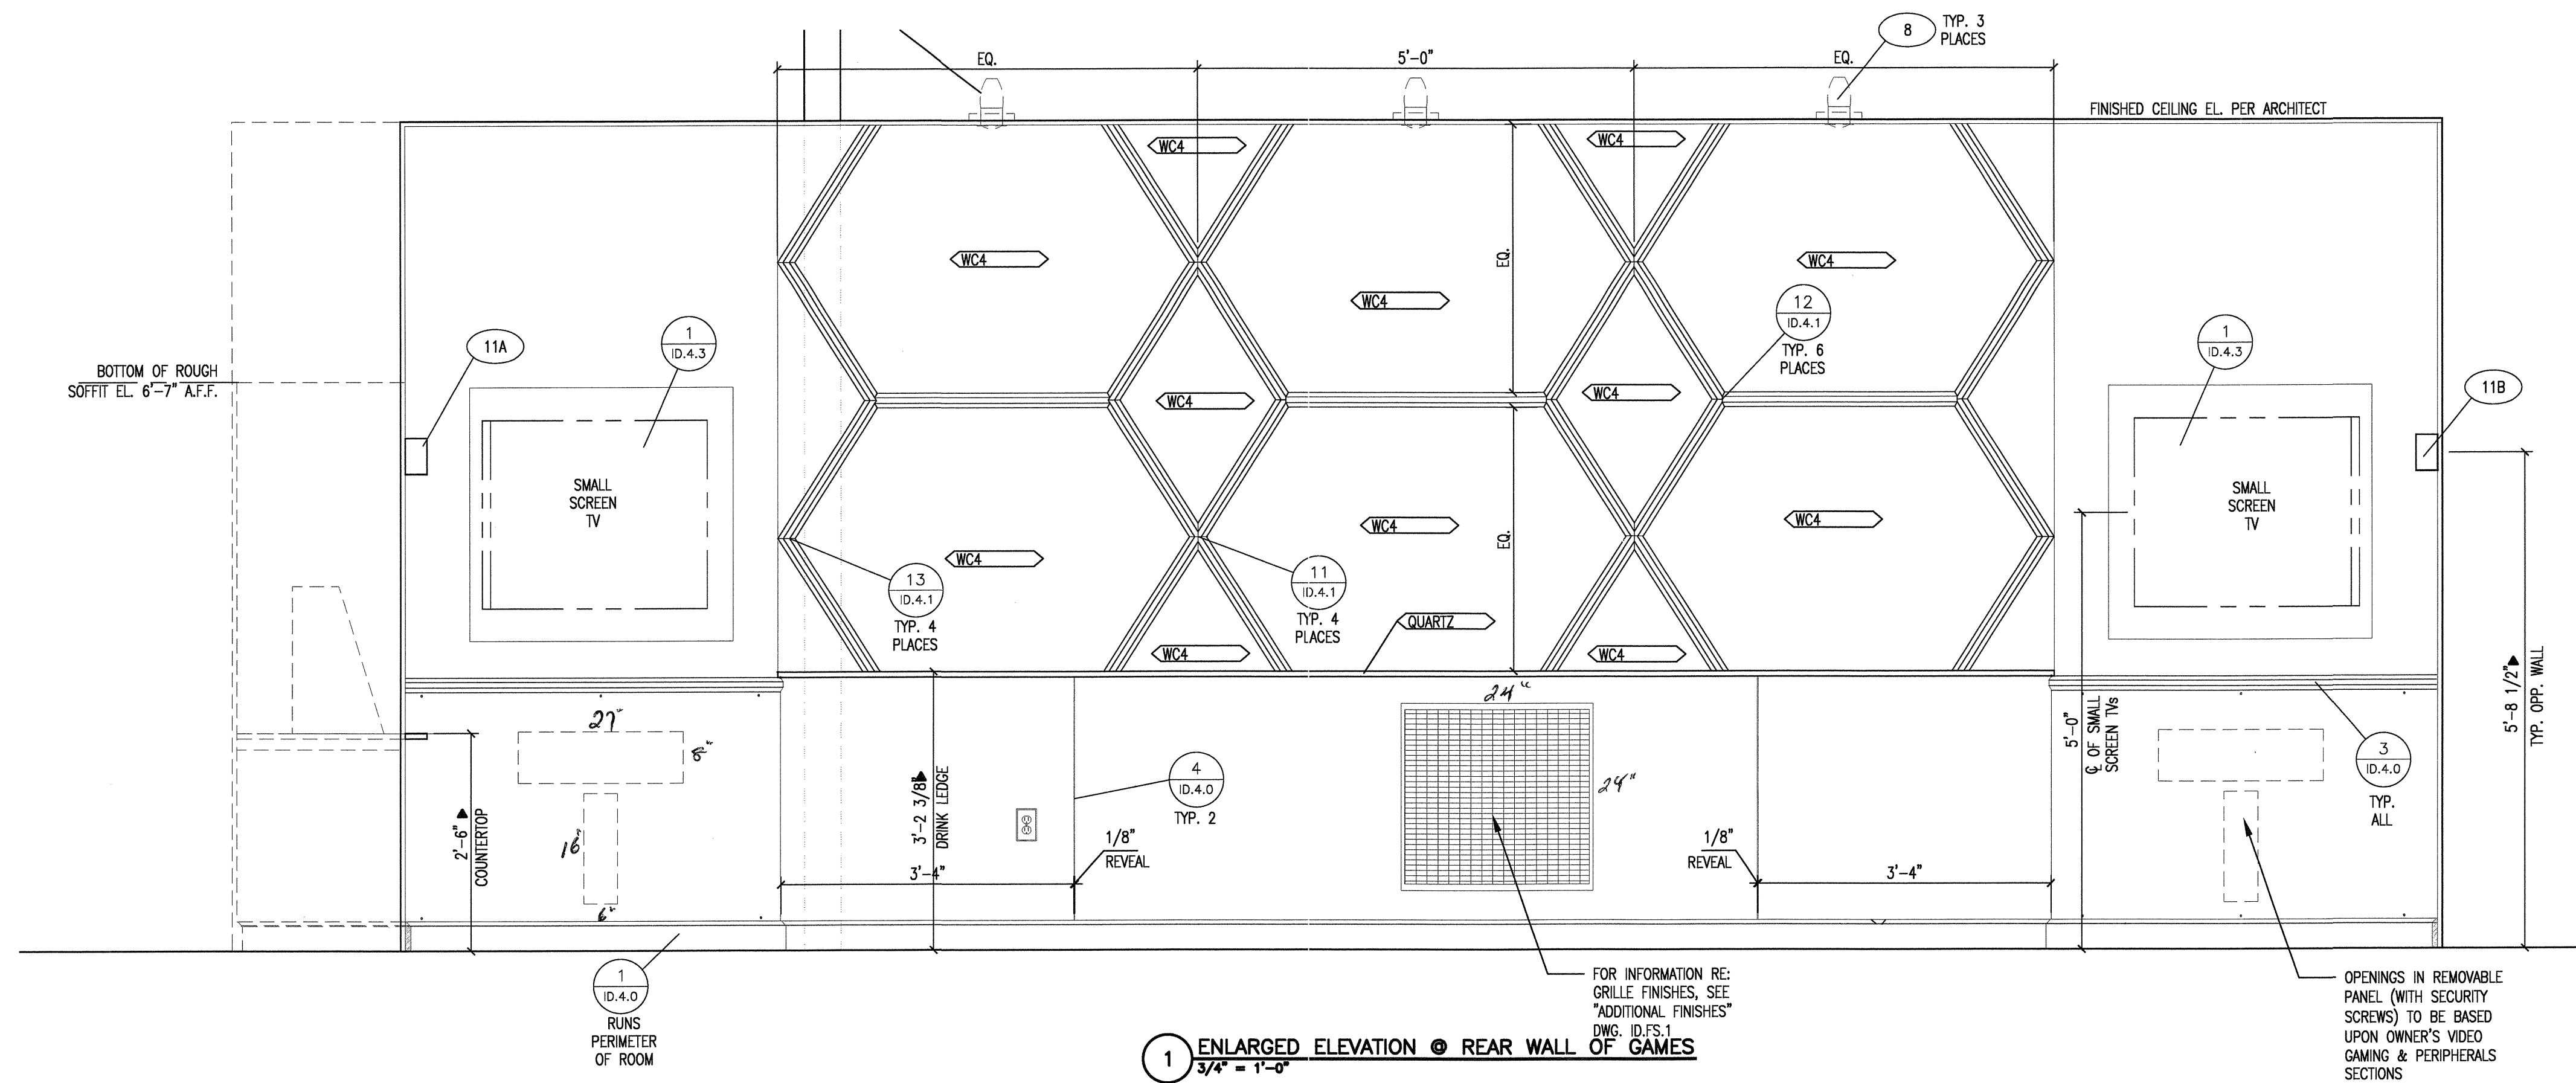 8
TYP. 3
PLACES
EQ.
5'-0"
EQ.
FINISHED CEILING EL. PER ARCHITECT
WC4
WC4
WC4
WC4
WC4
EQ.
12
ID.4.1
TYP. 6
PLACES
1
ID.4.3
1
ID.4.3
11A
11B
BOTTOM OF ROUGH
SOFFIT EL. 6'-7" A.F.F.
WC4
WC4
SMALL
SCREEN
TV
SMALL
SCREEN
TV
WC4
WC4
WC4
EQ.
13
ID.4.1
TYP. 4
PLACES
11
ID.4.1
TYP. 4
PLACES
QUARTZ
WC4
WC4
5'-8 1/2"
TYP. OPP. WALL
5'-0"
℄ OF SMALL
SCREEN TVs
27"
8"
16"
6"
24"
24"
2'-6"
COUNTERTOP
3'-2 3/8"
DRINK LEDGE
4
ID.4.0
TYP. 2
3
ID.4.0
TYP.
ALL
1/8"
REVEAL
1/8"
REVEAL
3'-4"
3'-4"
1
ID.4.0
RUNS
PERIMETER
OF ROOM
FOR INFORMATION RE:
GRILLE FINISHES, SEE
"ADDITIONAL FINISHES"
DWG. ID.FS.1
OPENINGS IN REMOVABLE
PANEL (WITH SECURITY
SCREWS) TO BE BASED
UPON OWNER'S VIDEO
GAMING & PERIPHERALS
SECTIONS
1
ENLARGED ELEVATION @ REAR WALL OF GAMES
3/4" = 1'-0"